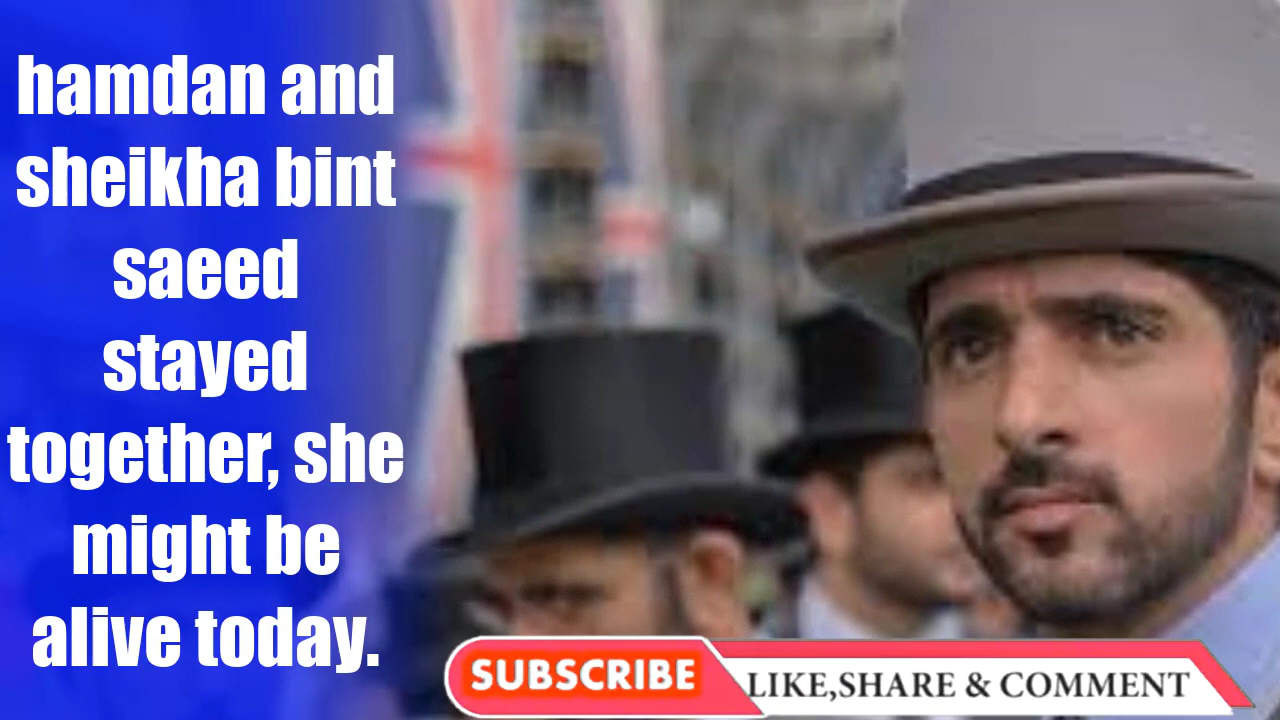 hamdan and
sheikha bint
saeed
stayed
together, she
might be
alive today.
SUBSCRIBE
LIKE,SHARE & COMMENT